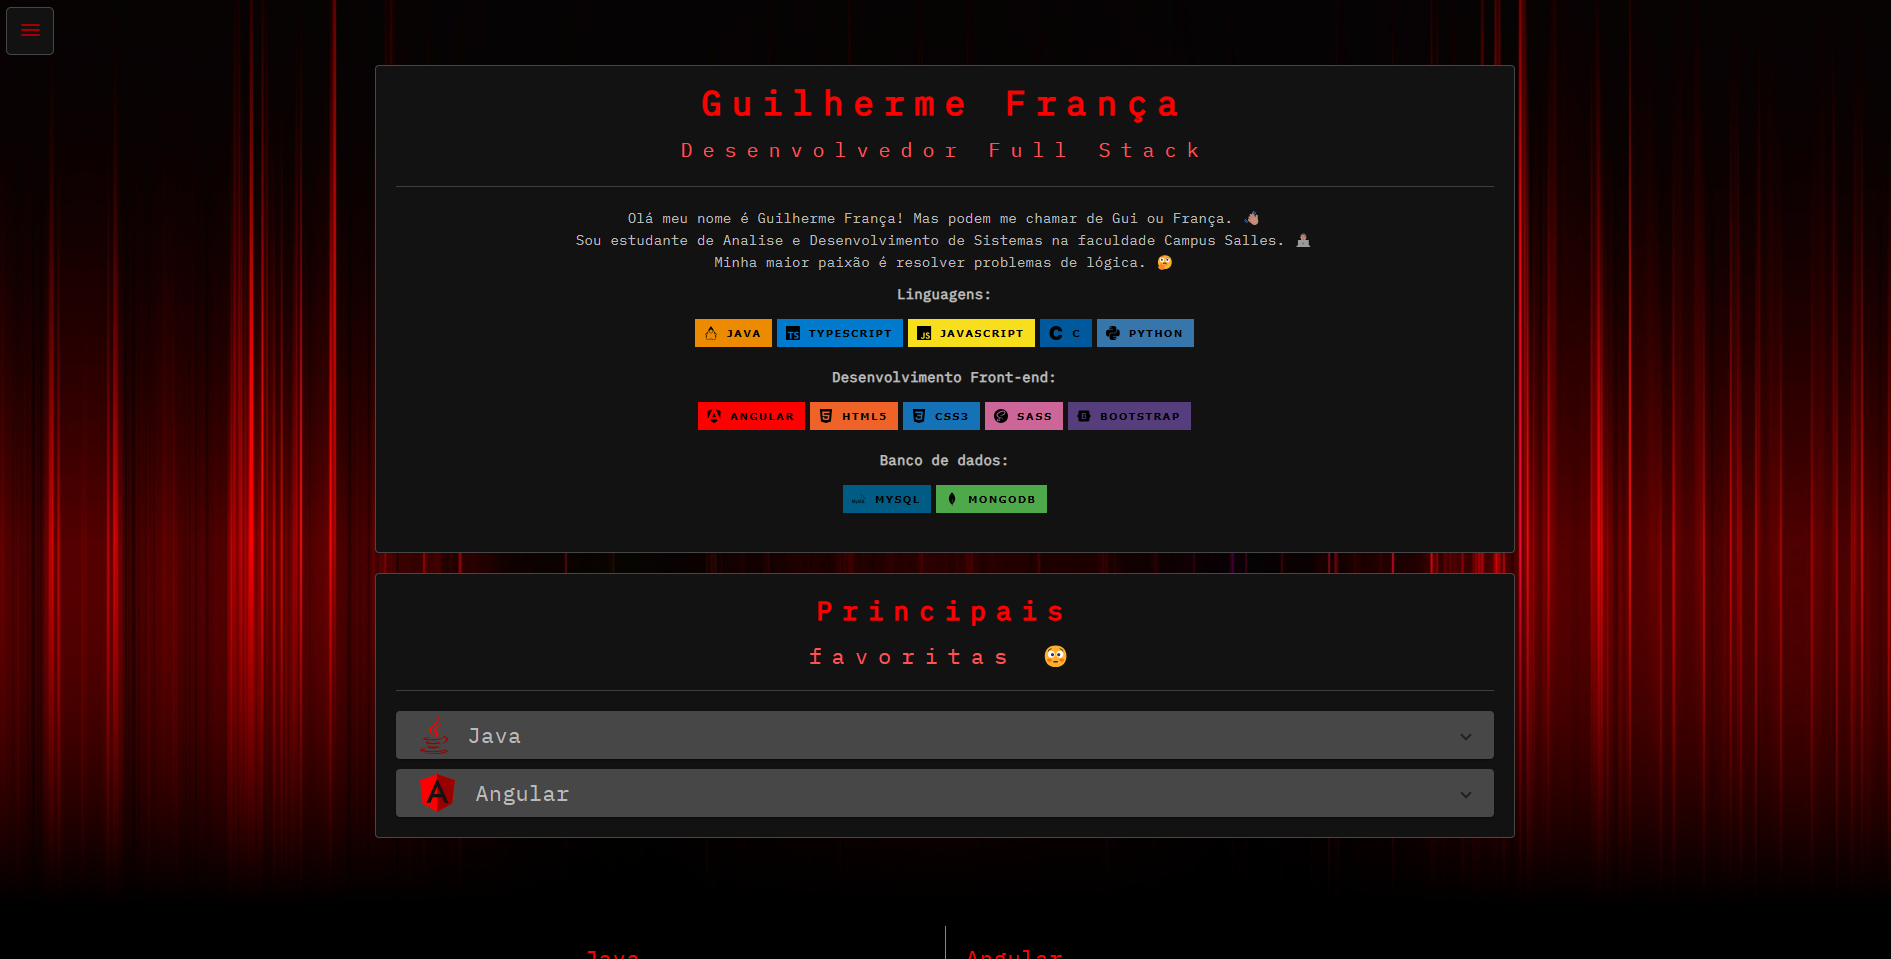 Guilherme França
Desenvolvedor Full Stack
Olá meu nome é Guilherme França! Mas podem me chamar de Gui ou França. 👋🏽
Sou estudante de Analise e Desenvolvimento de Sistemas na faculdade Campus Salles. 👨🏽‍💻
Minha maior paixão é resolver problemas de lógica. 🤔
Linguagens:
JAVA TYPESCRIPT JAVASCRIPT C PYTHON
Desenvolvimento Front-end:
ANGULAR HTML5 CSS3 SASS BOOTSTRAP
Banco de dados:
MYSQL MONGODB
Principais
favoritas 😳
Java
Angular
Java Angular